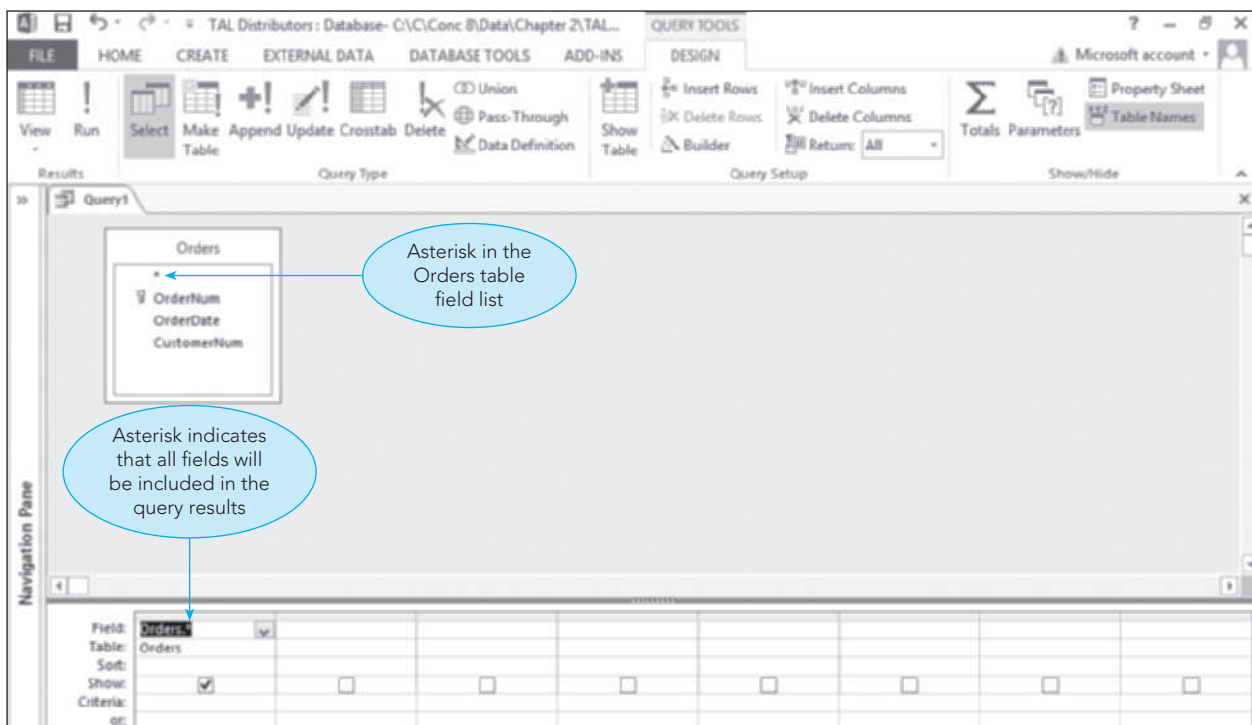 TAL Distributors : Database- C:\C\Conc 8\Data\Chapter 2\TAL...
QUERY TOOLS
?
FILE
HOME
CREATE
EXTERNAL DATA
DATABASE TOOLS
ADD-INS
DESIGN
Microsoft account
View
Run
Select
Make
Table
Append
Update
Crosstab
Delete
Union
Pass-Through
Data Definition
Show
Table
Insert Rows
Delete Rows
Builder
Insert Columns
Delete Columns
Return: All
Totals
Parameters
Property Sheet
Table Names
Results
Query Type
Query Setup
Show/Hide
Query1
Orders
*
OrderNum
OrderDate
CustomerNum
Asterisk in the
Orders table
field list
Asterisk indicates
that all fields will
be included in the
query results
Navigation Pane
Field: Orders.*
Table: Orders
Sort:
Show:
Criteria:
or: